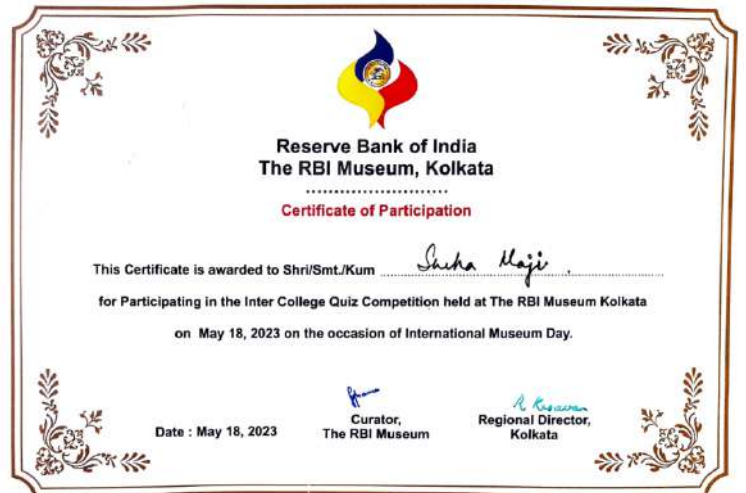 Reserve Bank of India
The RBI Museum, Kolkata
........................
Certificate of Participation
This Certificate is awarded to Shri/Smt./Kum Sneha Maji .
for Participating in the Inter College Quiz Competition held at The RBI Museum Kolkata
on May 18, 2023 on the occasion of International Museum Day.
R Kesavan
Date : May 18, 2023
Curator,
The RBI Museum
Regional Director,
Kolkata